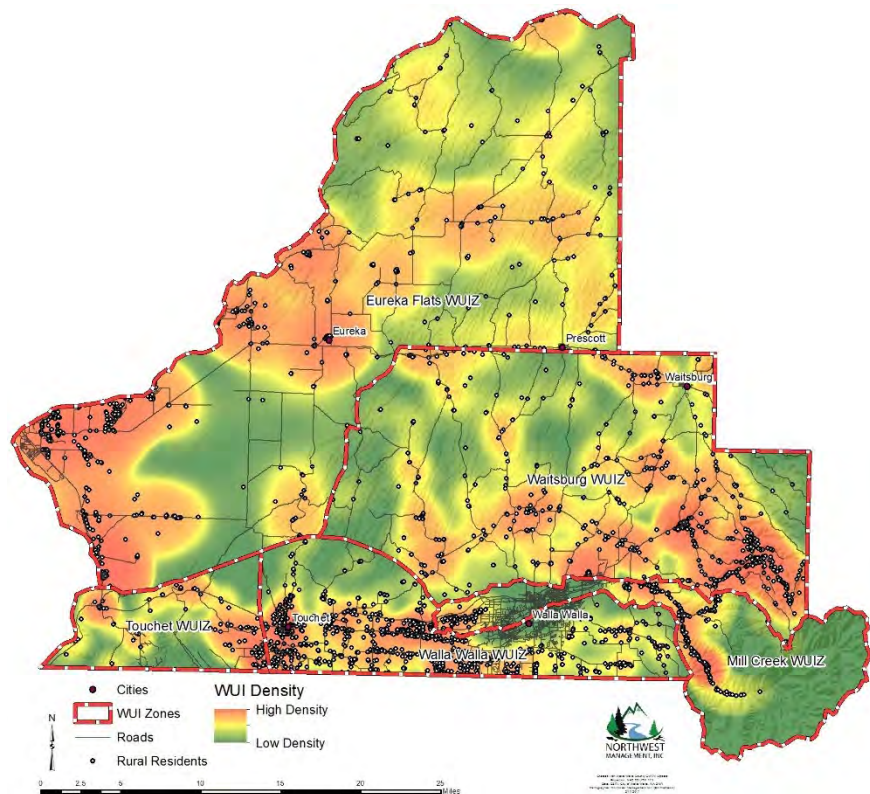 Eureka Flats WUIZ
Eureka
Prescott
Waitsburg
Waitsburg WUIZ
Touchet
Walla Walla
Touchet WUIZ
Walla Walla WUIZ
Mill Creek WUIZ
Cities
WUI Zones
Roads
Rural Residents
WUI Density
High Density
Low Density
N
S
0 2.5 5 10 15 20 25
Miles
NORTHWEST
MANAGEMENT, INC